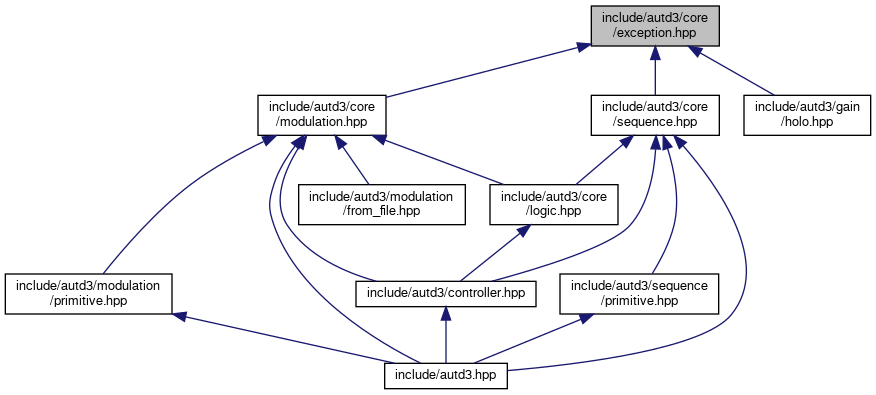 include/autd3/core
/exception.hpp
include/autd3/core
/modulation.hpp
include/autd3/core
/sequence.hpp
include/autd3/gain
/holo.hpp
include/autd3/modulation
/from_file.hpp
include/autd3/core
/logic.hpp
include/autd3/modulation
/primitive.hpp
include/autd3/controller.hpp
include/autd3/sequence
/primitive.hpp
include/autd3.hpp